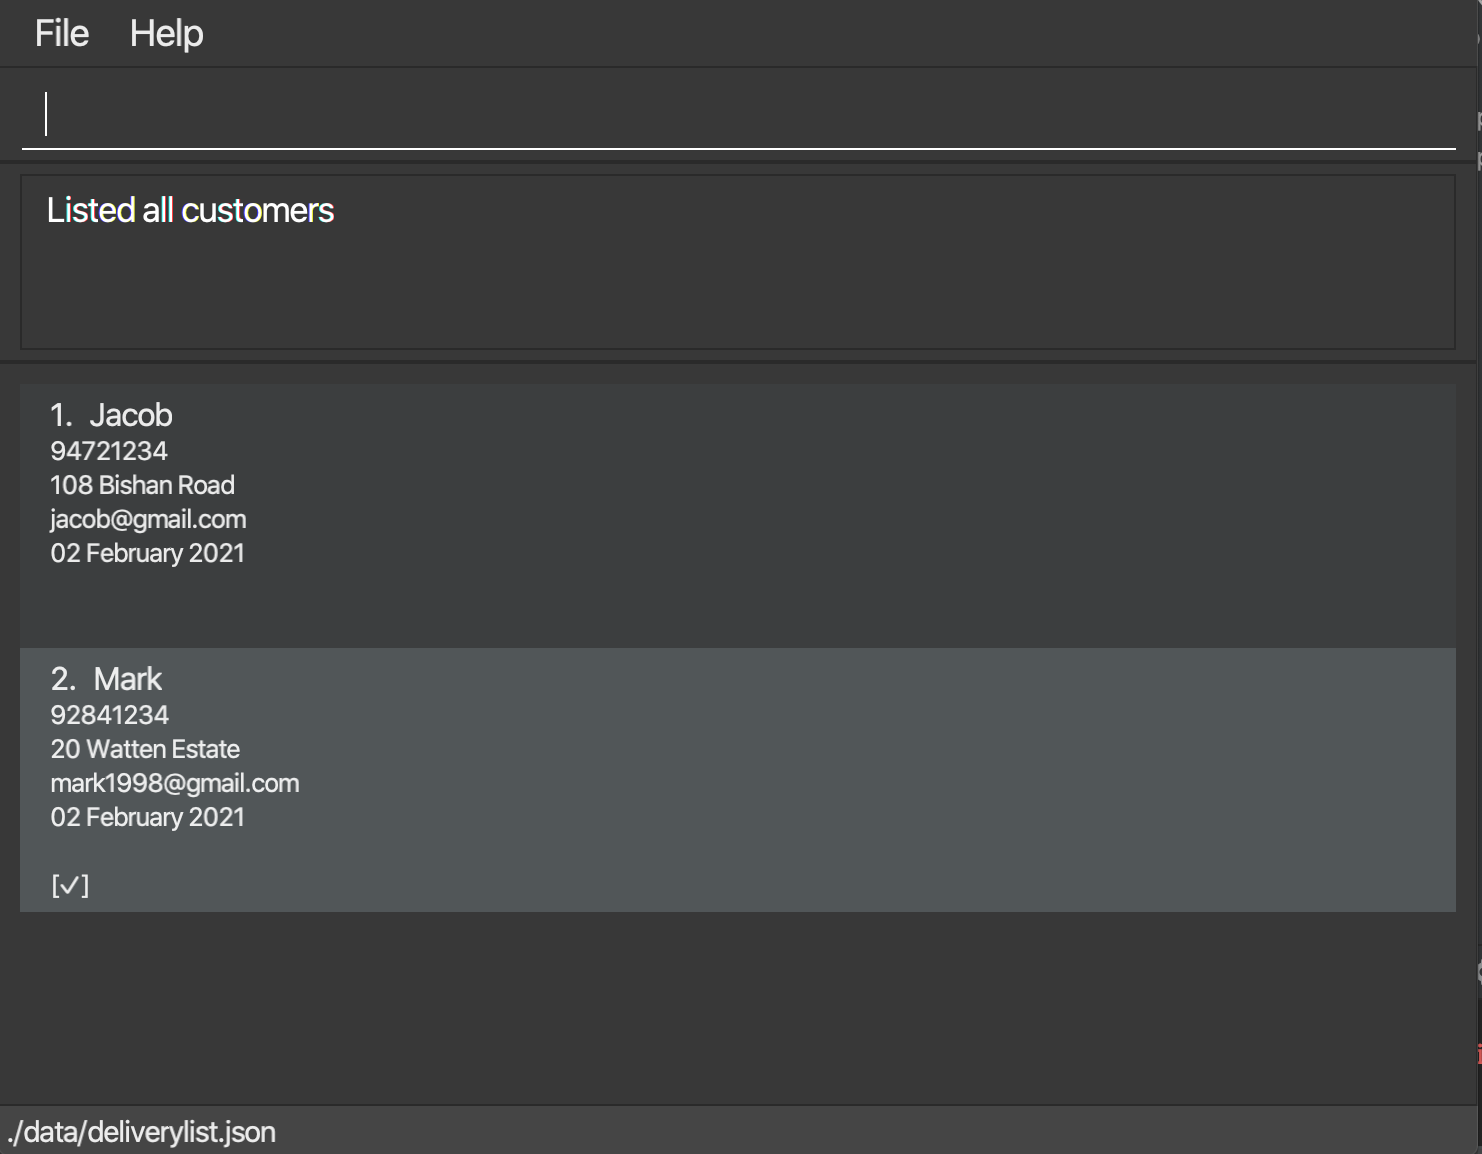 File Help
Listed all customers
1. Jacob
94721234
108 Bishan Road
jacob@gmail.com
02 February 2021
2. Mark
92841234
20 Watten Estate
mark1998@gmail.com
02 February 2021
[✓]
./data/deliverylist.json